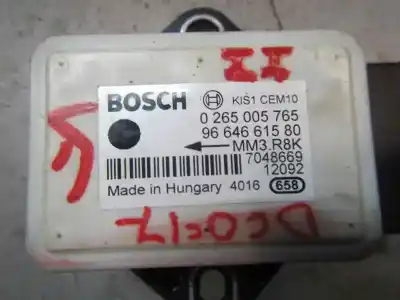 BOSCH KIS1 CEM10
0 265 005 765
96 646 615 80
MM3.R8K
7048669
12092
Made in Hungary 4016 658